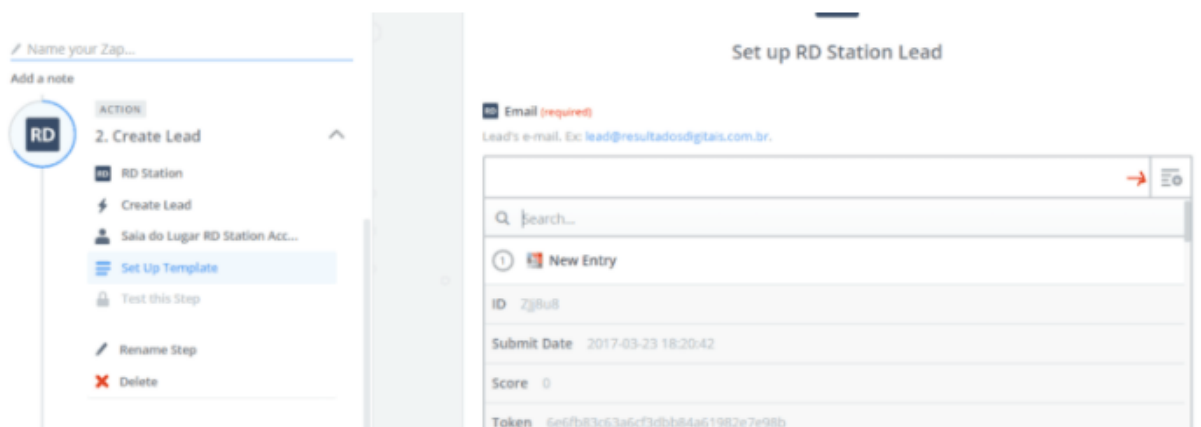 Name your Zap...
Add a note
ACTION
RD
2. Create Lead
RD Station
Create Lead
Saia do Lugar RD Station Acc...
Set Up Template
Test this Step
Rename Step
Delete
Set up RD Station Lead
RD Email (required)
Lead's e-mail. Ex: lead@resultadosdigitais.com.br.
Search...
1 New Entry
ID
Submit Date 2017-03-23 18:20:42
Score 0
Token